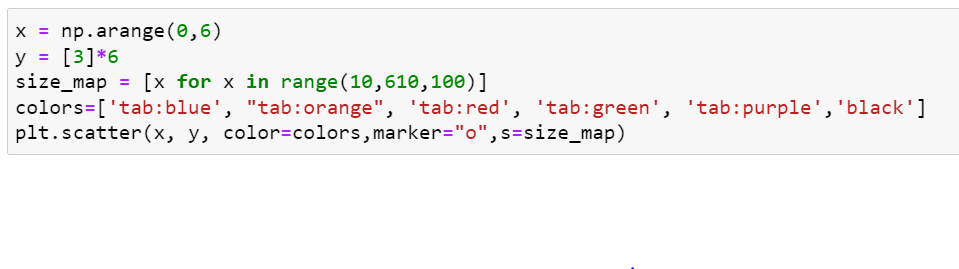 x = np.arange(0,6)
y = [3]*6
size_map = [x for x in range(10,610,100)]
colors=['tab:blue', "tab:orange", 'tab:red', 'tab:green', 'tab:purple','black']
plt.scatter(x, y, color=colors,marker="o",s=size_map)